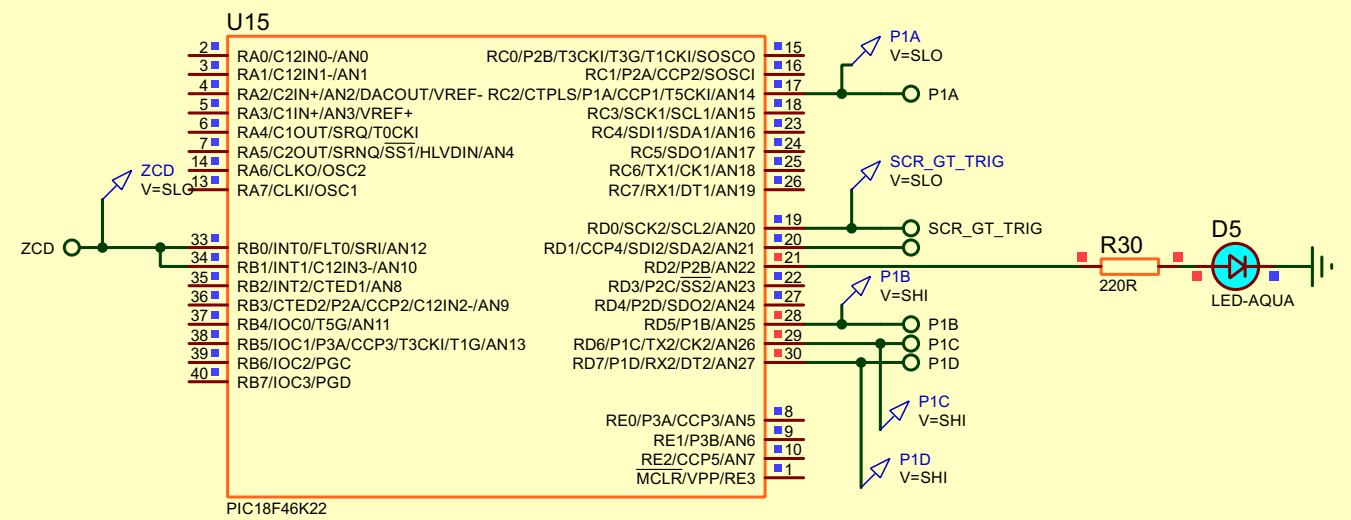 U15
2 RA0/C12IN0-/AN0
3 RA1/C12IN1-/AN1
4 RA2/C2IN+/AN2/DACOUT/VREF-
5 RA3/C1IN+/AN3/VREF+
6 RA4/C1OUT/SRQ/T0CKI
7 RA5/C2OUT/SRNQ/SS1/HLVDIN/AN4
14 RA6/CLKO/OSC2
13 RA7/CLKI/OSC1
ZCD
V=SLO
ZCD
33 RB0/INT0/FLT0/SRI/AN12
34 RB1/INT1/C12IN3-/AN10
35 RB2/INT2/CTED1/AN8
36 RB3/CTED2/P2A/CCP2/C12IN2-/AN9
37 RB4/IOC0/T5G/AN11
38 RB5/IOC1/P3A/CCP3/T3CKI/T1G/AN13
39 RB6/IOC2/PGC
40 RB7/IOC3/PGD
RC0/P2B/T3CKI/T3G/T1CKI/SOSCO 15
RC1/P2A/CCP2/SOSCI 16
RC2/CTPLS/P1A/CCP1/T5CKI/AN14 17
RC3/SCK1/SCL1/AN15 18
RC4/SDI1/SDA1/AN16 23
RC5/SDO1/AN17 24
RC6/TX1/CK1/AN18 25
RC7/RX1/DT1/AN19 26
P1A
V=SLO
P1A
RD0/SCK2/SCL2/AN20 19
RD1/CCP4/SDI2/SDA2/AN21 20
RD2/P2B/AN22 21
RD3/P2C/SS2/AN23 22
RD4/P2D/SDO2/AN24 27
RD5/P1B/AN25 28
RD6/P1C/TX2/CK2/AN26 29
RD7/P1D/RX2/DT2/AN27 30
SCR_GT_TRIG
V=SLO
SCR_GT_TRIG
R30
220R
D5
LED-AQUA
P1B
V=SHI
P1B
P1C
P1D
P1C
V=SHI
P1D
V=SHI
RE0/P3A/CCP3/AN5 8
RE1/P3B/AN6 9
RE2/CCP5/AN7 10
MCLR/VPP/RE3 1
PIC18F46K22